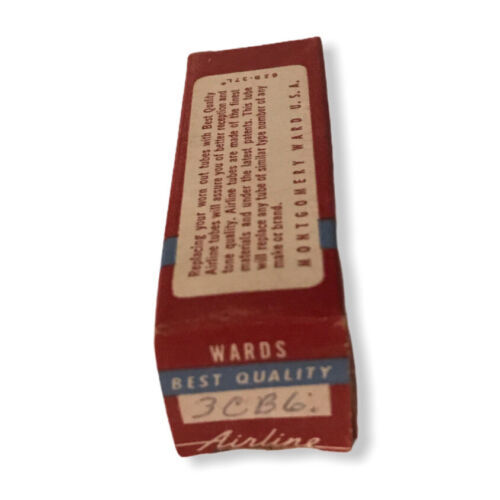 Replacing your worn out tubes with Best Quality
Airline tubes will assure you of better reception and
tone quality. Airline tubes are made of the finest
materials and under the latest patents. This tube
will replace any tube of similar type number of any
make or brand.
MONTGOMERY WARD U.S.A.
WARDS
BEST QUALITY
3CB6.
Airline